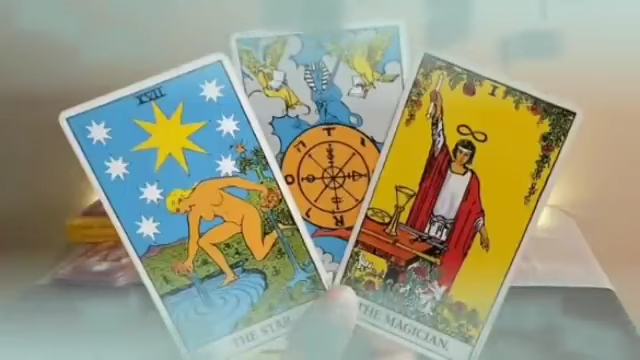 XVII
THE STAR.
I
THE MAGICIAN.